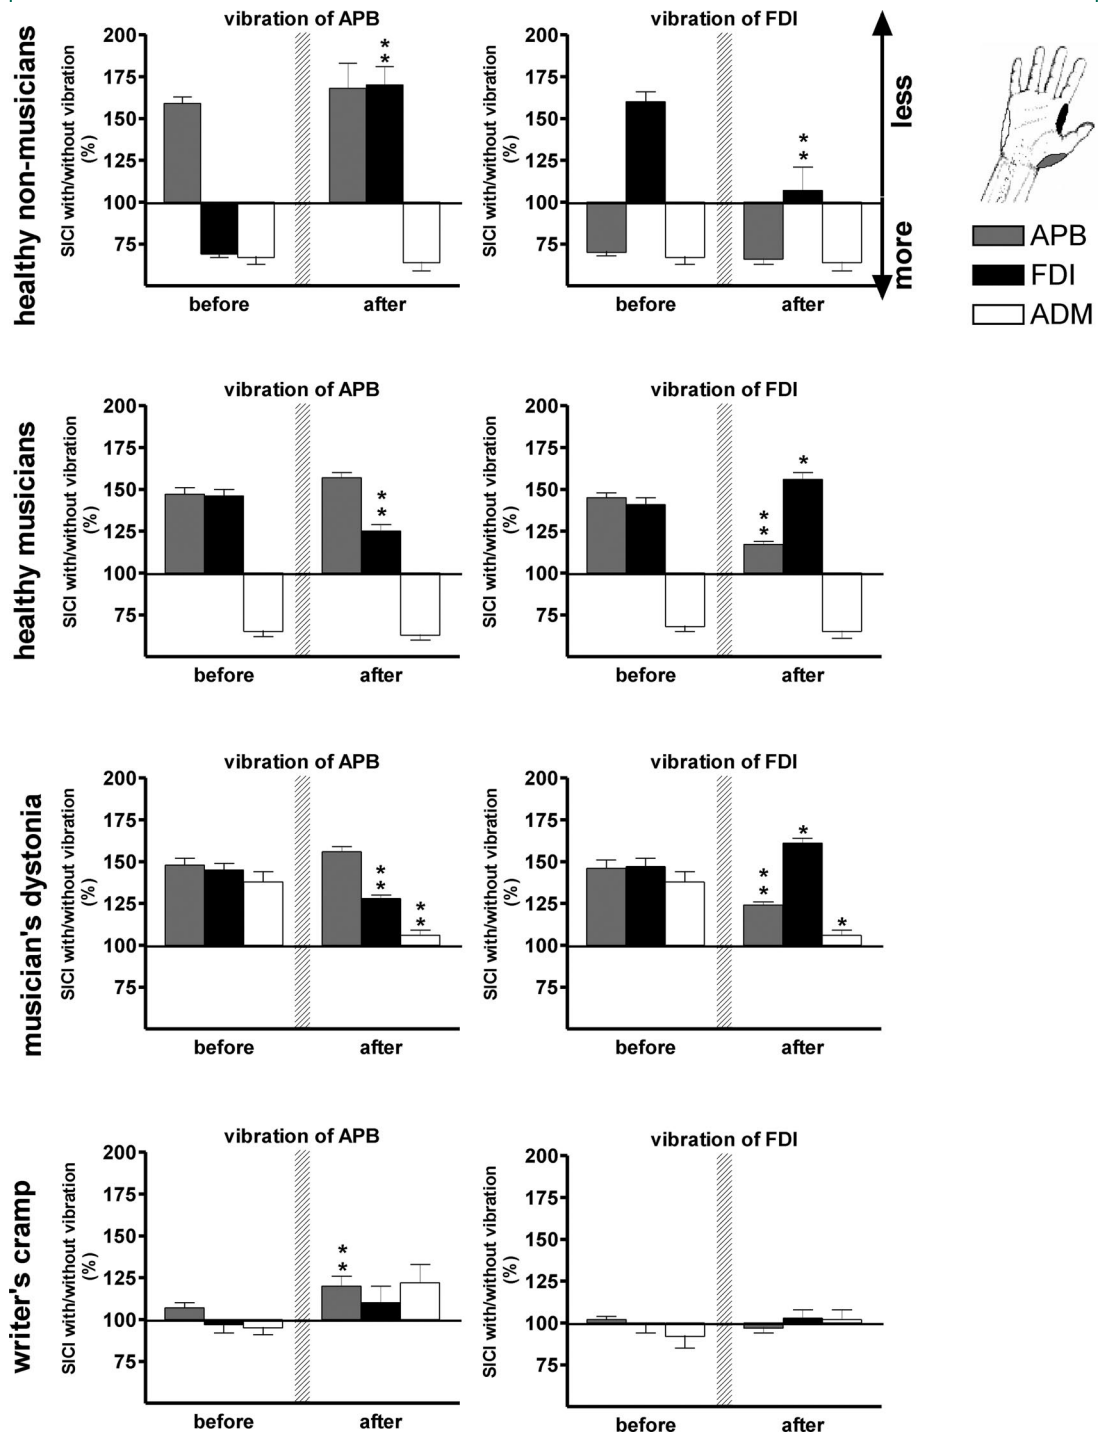 healthy non-musicians
vibration of APB
SICI with/without vibration
(%)
200
175
150
125
100
75
**
before
after
vibration of FDI
SICI with/without vibration
(%)
200
175
150
125
100
75
**
before
after
less
more
APB
FDI
ADM
healthy musicians
vibration of APB
SICI with/without vibration
(%)
200
175
150
125
100
75
**
before
after
vibration of FDI
SICI with/without vibration
(%)
200
175
150
125
100
75
**
*
before
after
musician's dystonia
vibration of APB
SICI with/without vibration
(%)
200
175
150
125
100
75
**
**
before
after
vibration of FDI
SICI with/without vibration
(%)
200
175
150
125
100
75
**
*
*
before
after
writer's cramp
vibration of APB
SICI with/without vibration
(%)
200
175
150
125
100
75
**
before
after
vibration of FDI
SICI with/without vibration
(%)
200
175
150
125
100
75
before
after